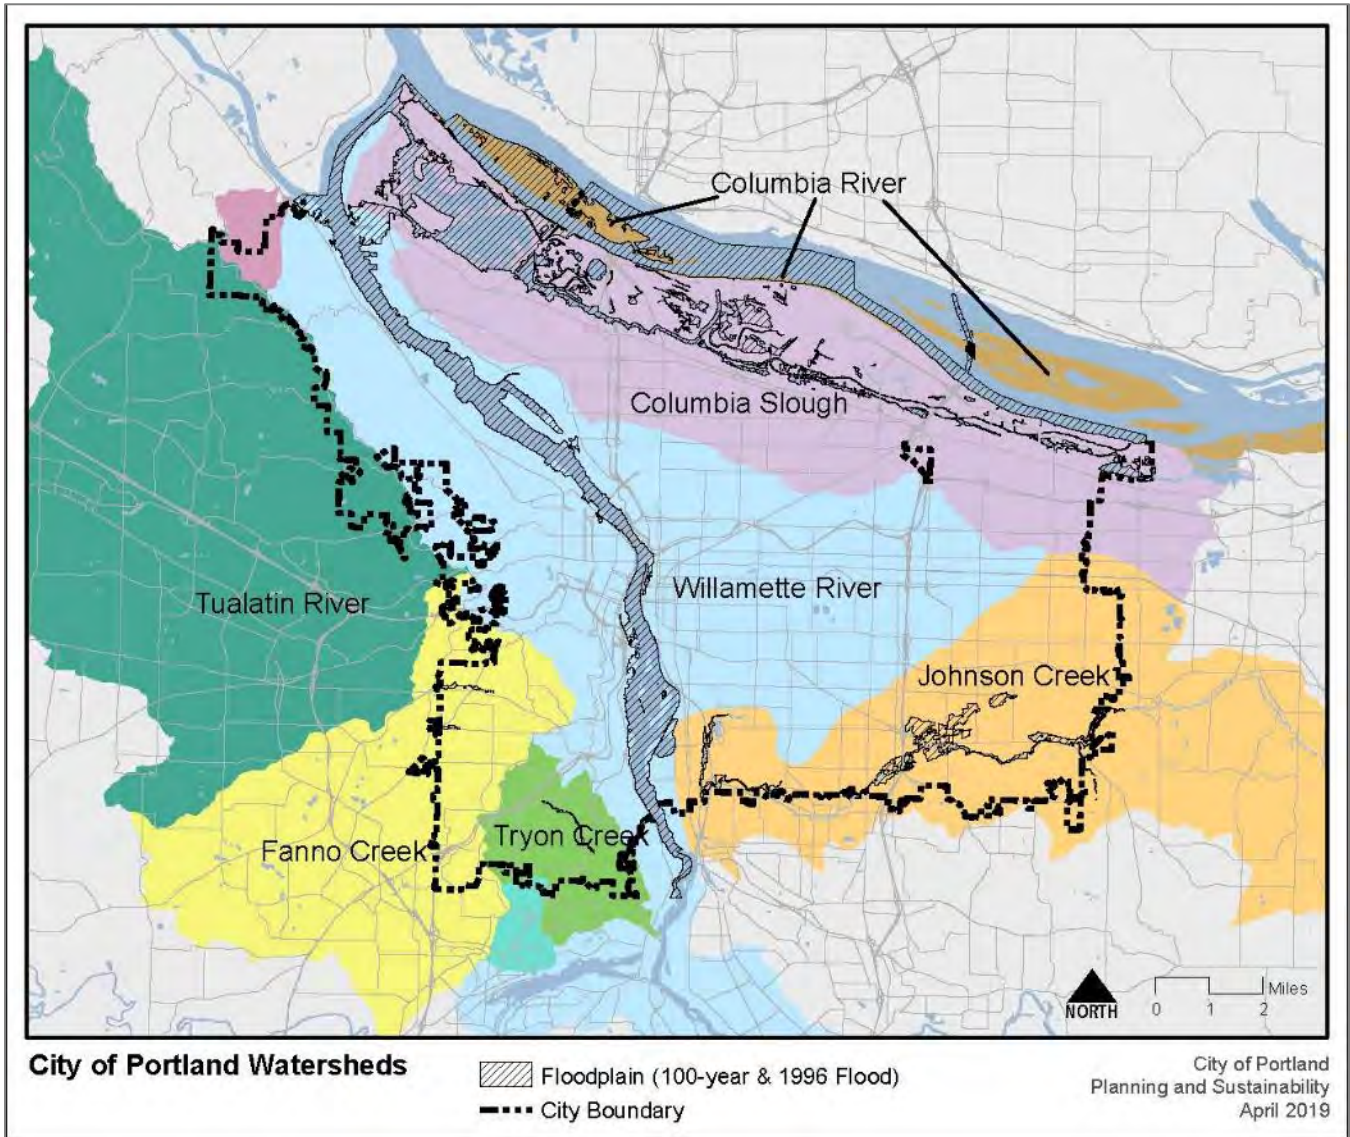 Columbia River
Columbia Slough
Willamette River
Tualatin River
Johnson Creek
Tryon Creek
Fanno Creek
NORTH
0 1 2 Miles
City of Portland Watersheds
Floodplain (100-year & 1996 Flood)
City Boundary
City of Portland
Planning and Sustainability
April 2019